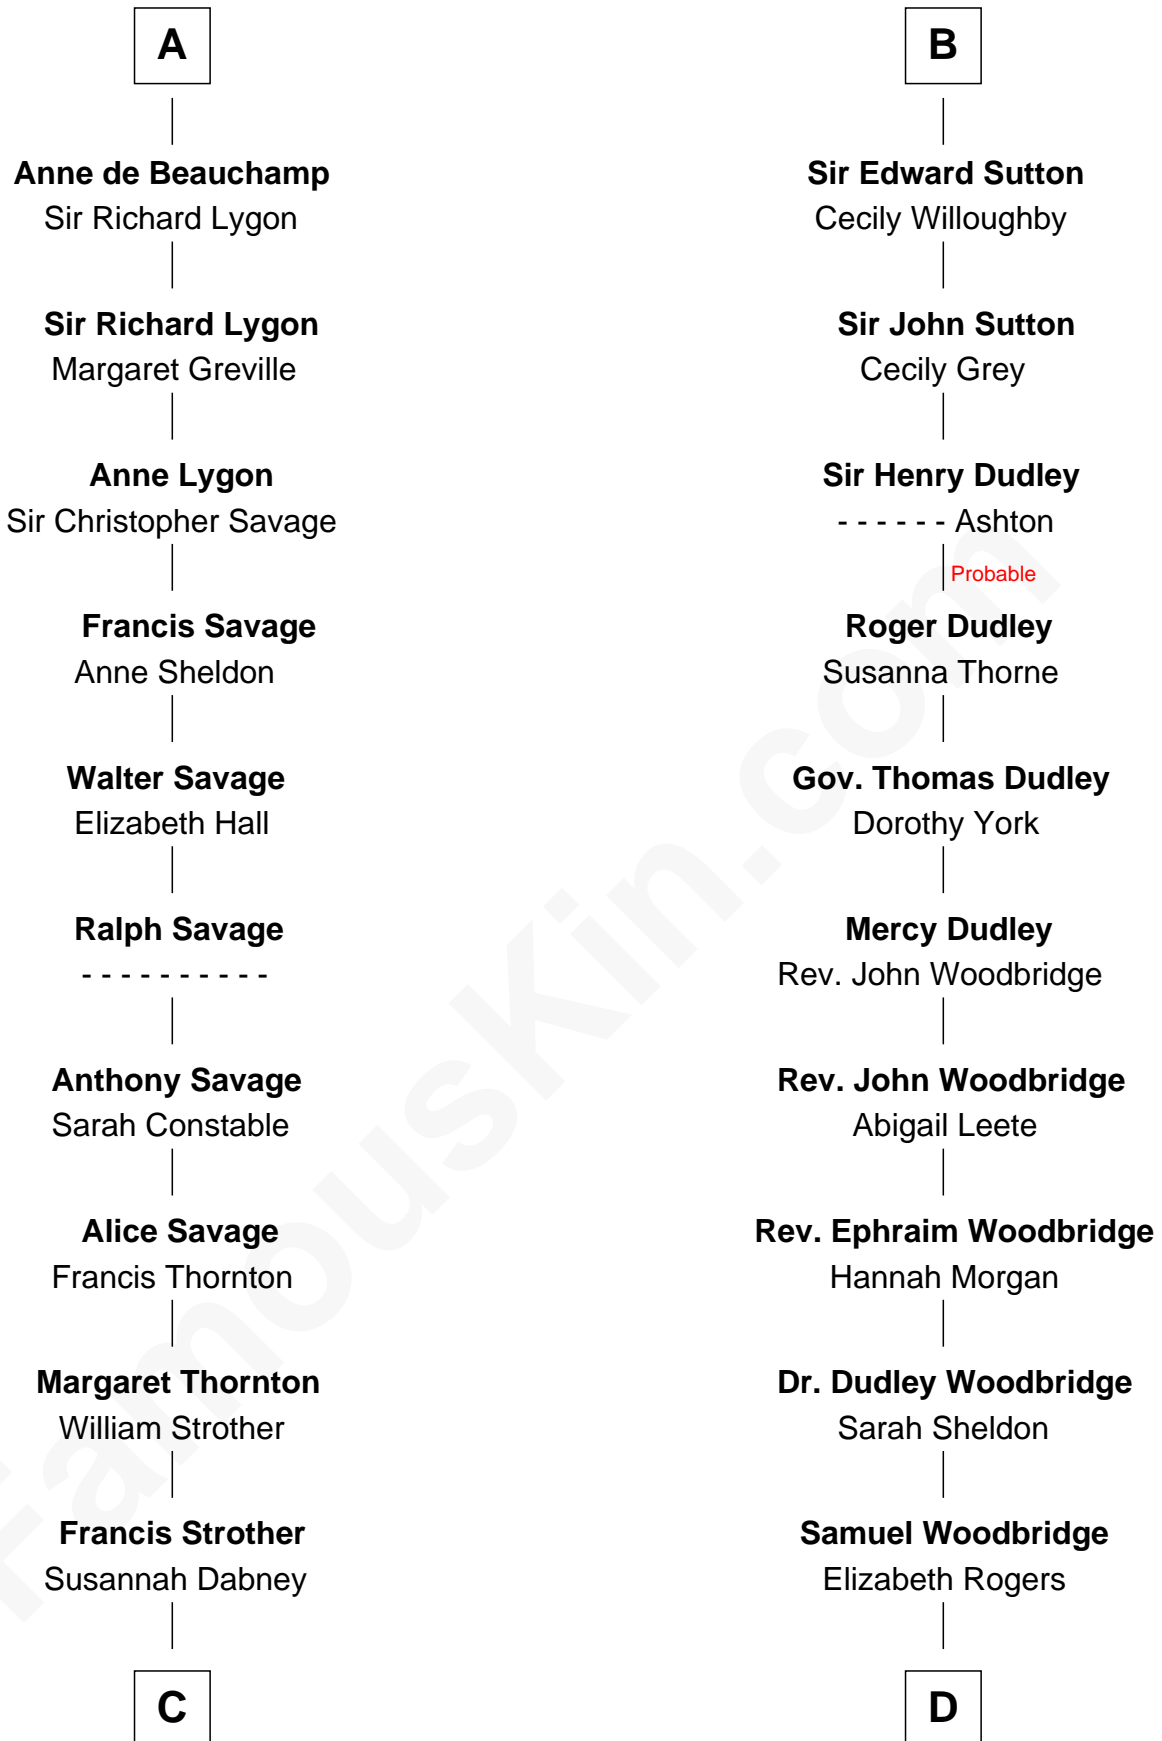 A
Anne de Beauchamp
Sir Richard Lygon
Sir Richard Lygon
Margaret Greville
Anne Lygon
Sir Christopher Savage
Francis Savage
Anne Sheldon
Walter Savage
Elizabeth Hall
Ralph Savage
- - - - - - - - - -
Anthony Savage
Sarah Constable
Alice Savage
Francis Thornton
Margaret Thornton
William Strother
Francis Strother
Susannah Dabney
C
B
Sir Edward Sutton
Cecily Willoughby
Sir John Sutton
Cecily Grey
Sir Henry Dudley
- - - - - - Ashton
Probable
Roger Dudley
Susanna Thorne
Gov. Thomas Dudley
Dorothy York
Mercy Dudley
Rev. John Woodbridge
Rev. John Woodbridge
Abigail Leete
Rev. Ephraim Woodbridge
Hannah Morgan
Dr. Dudley Woodbridge
Sarah Sheldon
Samuel Woodbridge
Elizabeth Rogers
D
FamousKin.com